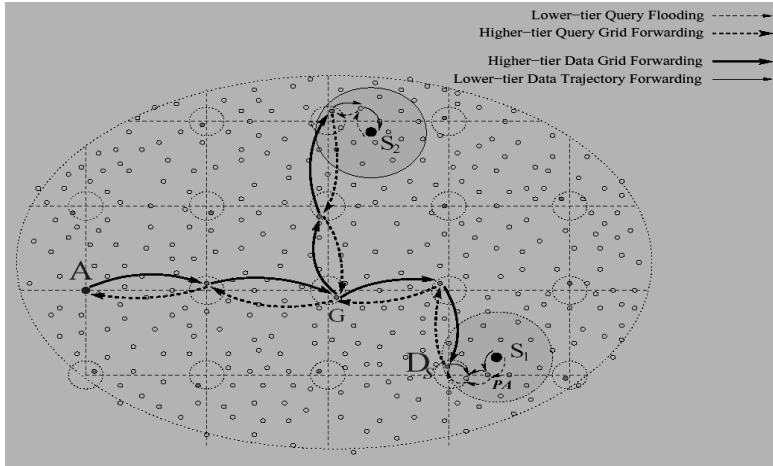 Lower-tier Query Flooding
Higher-tier Query Grid Forwarding
Higher-tier Data Grid Forwarding
Lower-tier Data Trajectory Forwarding
S2
A
G
S1
DS
PA